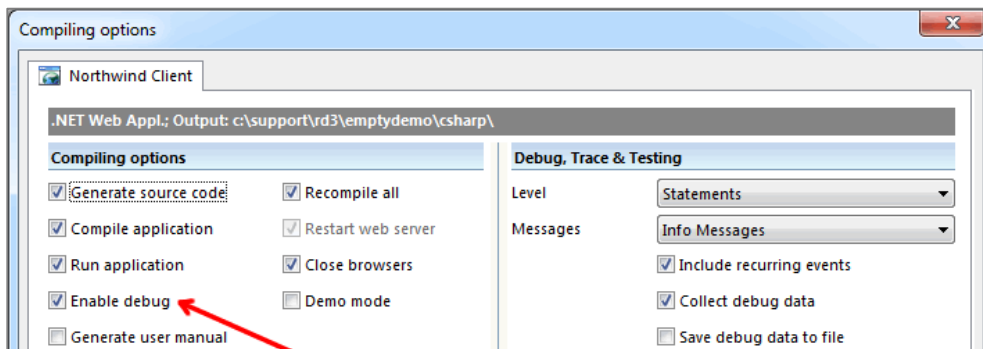 Compiling options
Northwind Client
.NET Web Appl.; Output: c:\support\rd3\emptydemo\csharp\
Compiling options
Generate source code
Recompile all
Compile application
Restart web server
Run application
Close browsers
Enable debug
Demo mode
Generate user manual
Debug, Trace & Testing
Level
Statements
Messages
Info Messages
Include recurring events
Collect debug data
Save debug data to file